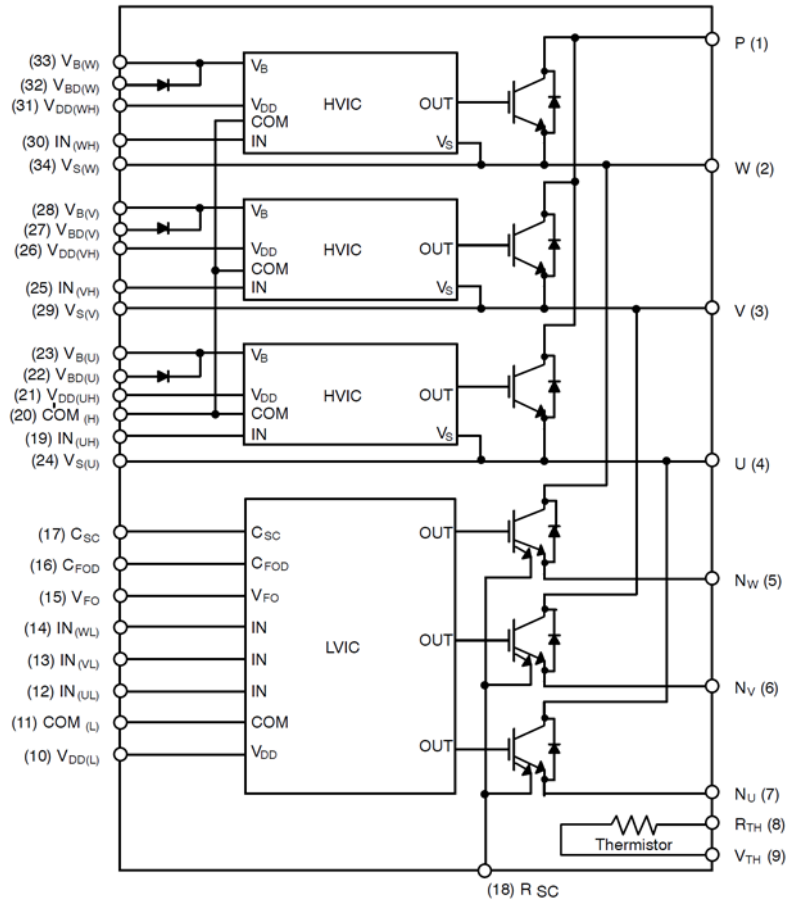 (33) VB(W)
(32) VBD(W)
(31) VDD(WH)
(30) IN(WH)
(34) VS(W)
VB
VDD
COM
IN
HVIC
OUT
VS
P (1)
W (2)
(28) VB(V)
(27) VBD(V)
(26) VDD(VH)
(25) IN(VH)
(29) VS(V)
VB
VDD
COM
IN
HVIC
OUT
VS
V (3)
(23) VB(U)
(22) VBD(U)
(21) VDD(UH)
(20) COM (H)
(19) IN(UH)
(24) VS(U)
VB
VDD
COM
IN
HVIC
OUT
VS
U (4)
(17) CSC
(16) CFOD
(15) VFO
(14) IN(WL)
(13) IN(VL)
(12) IN(UL)
(11) COM (L)
(10) VDD(L)
CSC
CFOD
VFO
IN
IN
IN
COM
VDD
LVIC
OUT
OUT
OUT
NW (5)
NV (6)
NU (7)
RTH (8)
Thermistor
VTH (9)
(18) R SC